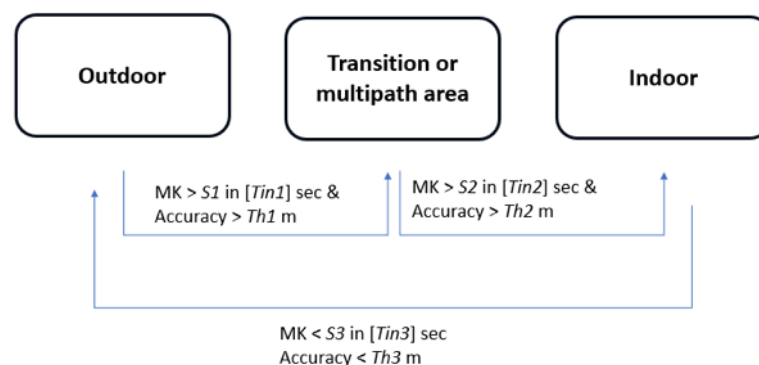 Outdoor
Transition or
multipath area
Indoor
MK > S1 in [Tin1] sec &
Accuracy > Th1 m
MK > S2 in [Tin2] sec &
Accuracy > Th2 m
MK < S3 in [Tin3] sec
Accuracy < Th3 m